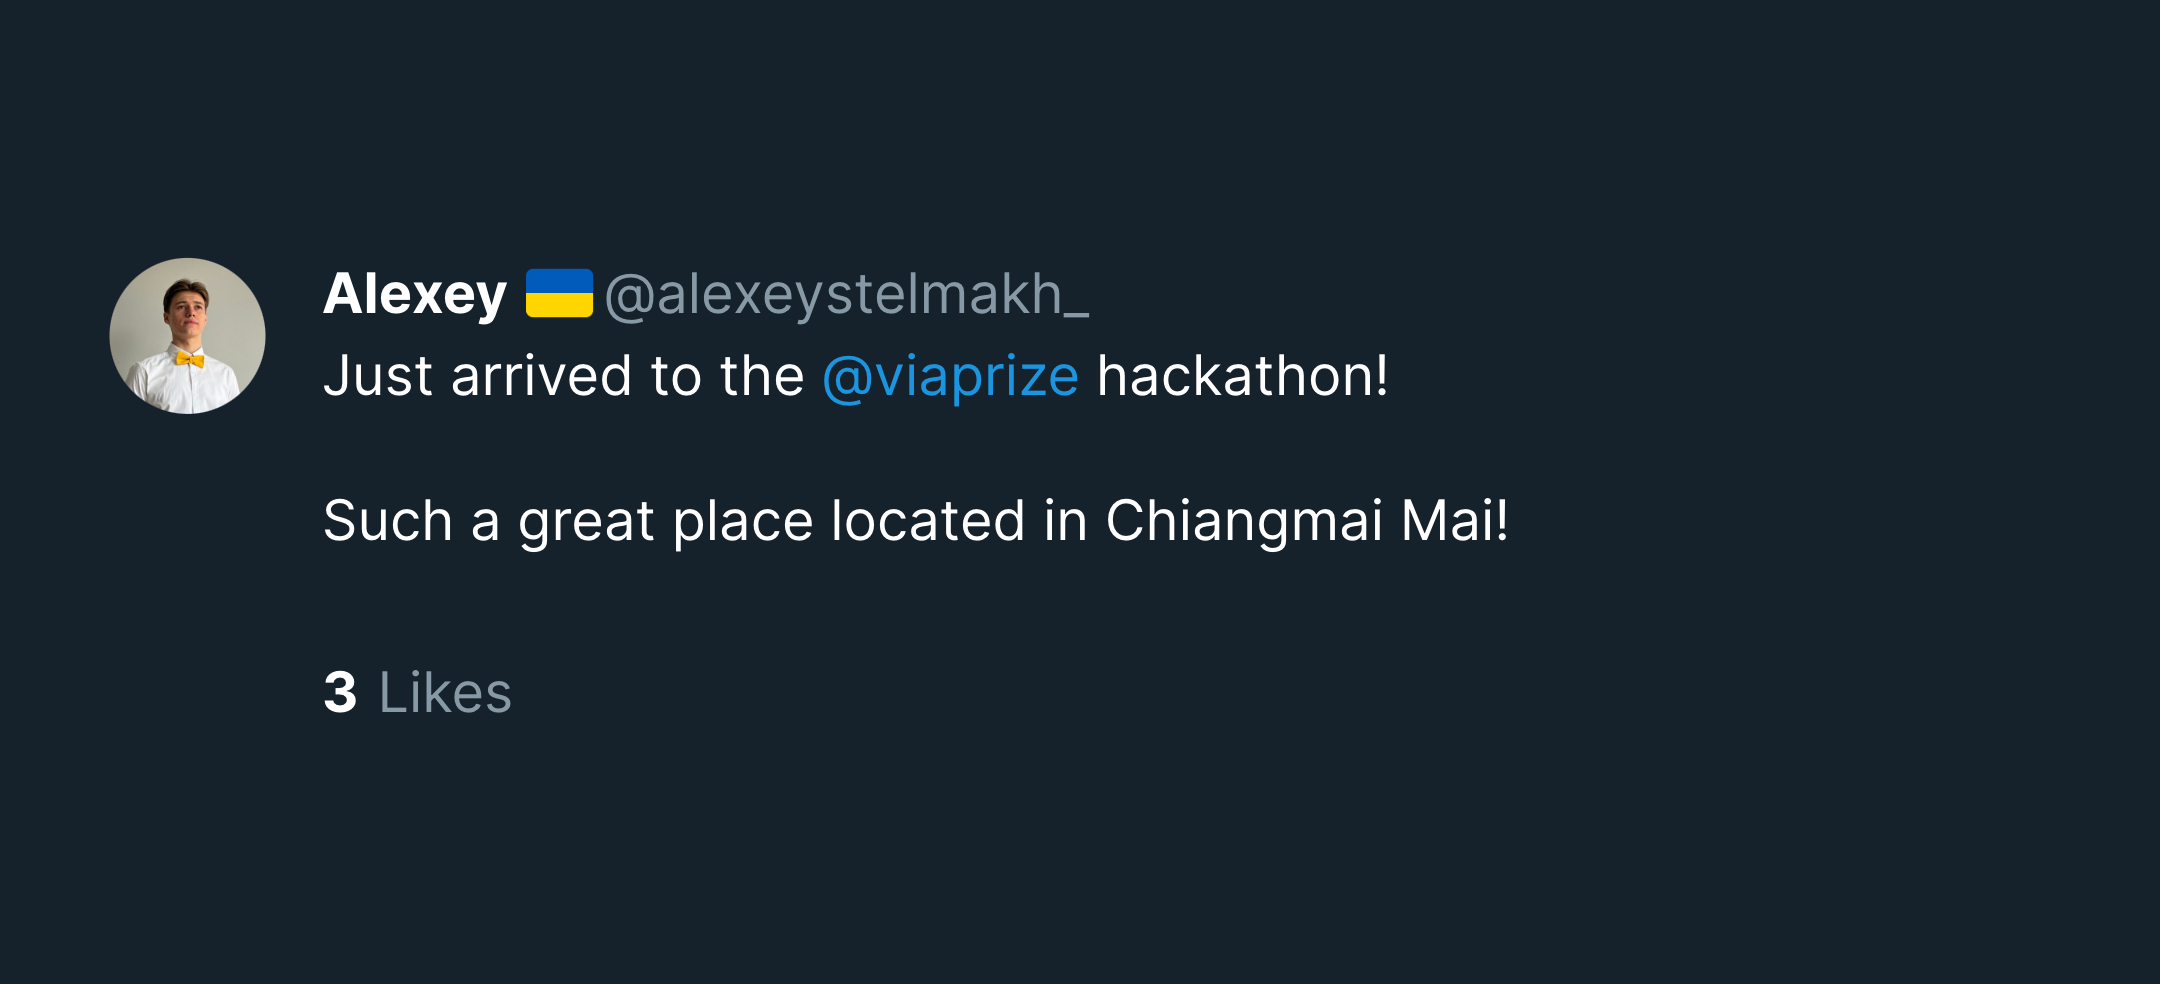 Alexey 🇺🇦 @alexeystelmakh_
Just arrived to the @viaprize hackathon!
Such a great place located in Chiangmai Mai!
3 Likes